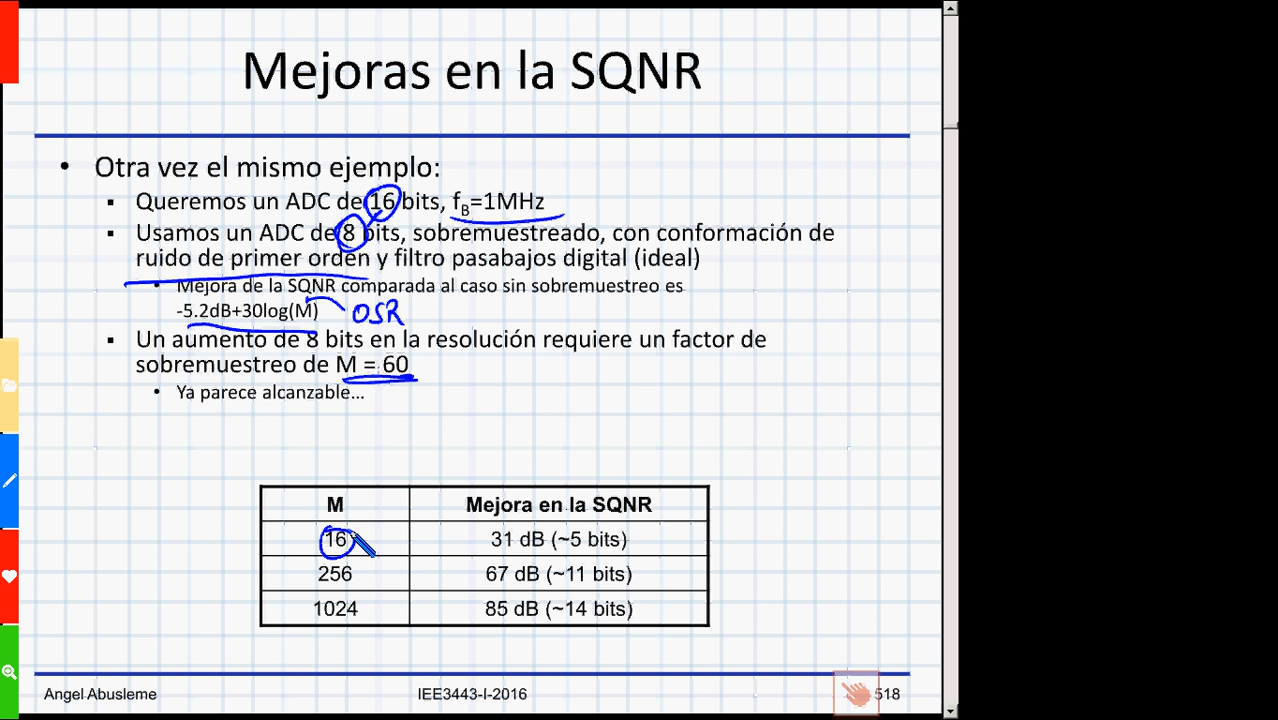 Mejoras en la SQNR
• Otra vez el mismo ejemplo:
▪ Queremos un ADC de 16 bits, fB=1MHz
▪ Usamos un ADC de 8 bits, sobremuestreado, con conformación de
ruido de primer orden y filtro pasabajos digital (ideal)
• Mejora de la SQNR comparada al caso sin sobremuestreo es
-5.2dB+30log(M) OSR
▪ Un aumento de 8 bits en la resolución requiere un factor de
sobremuestreo de M = 60
• Ya parece alcanzable...
M Mejora en la SQNR
16 31 dB (~5 bits)
256 67 dB (~11 bits)
1024 85 dB (~14 bits)
Angel Abusleme IEE3443-I-2016 518